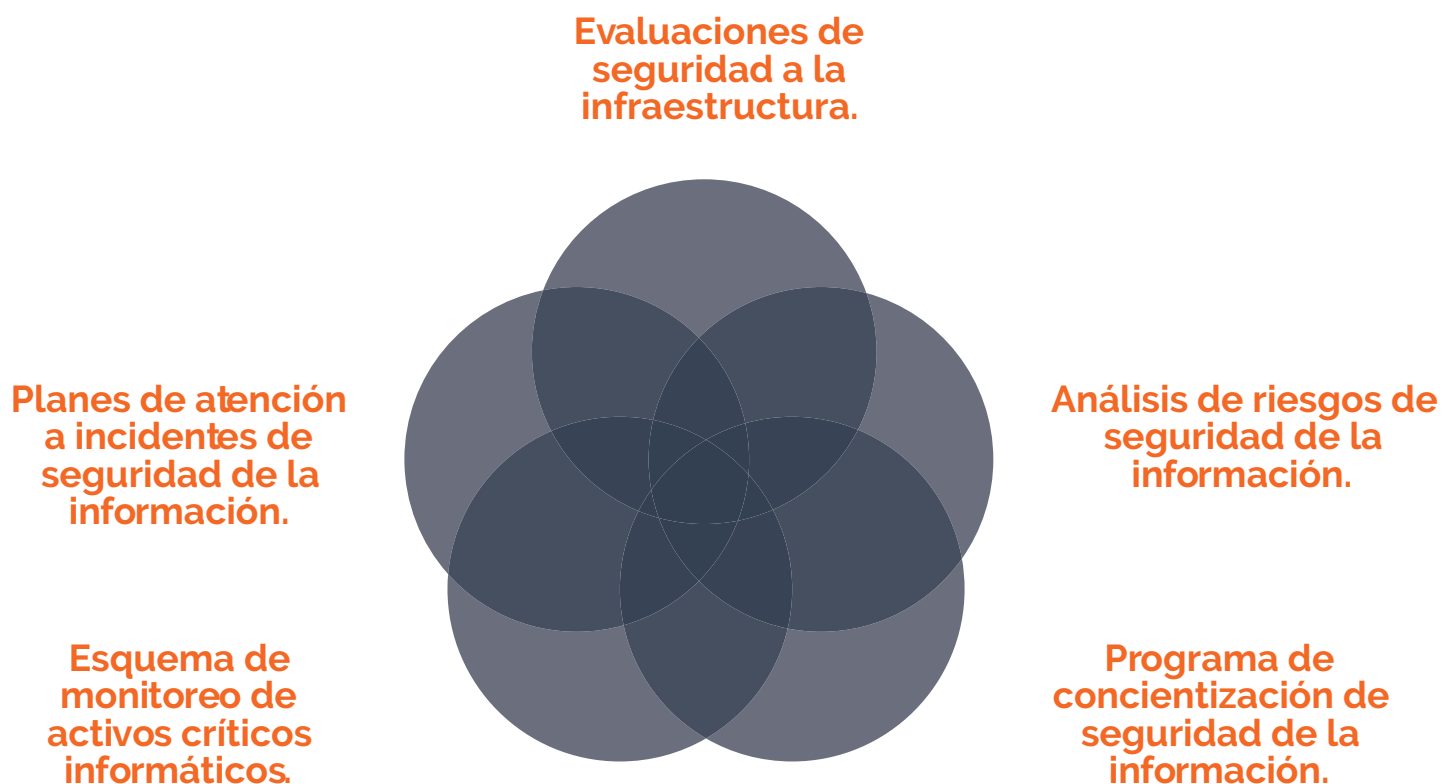 Evaluaciones de
seguridad a la
infraestructura.
Planes de atención
a incidentes de
seguridad de la
información.
Análisis de riesgos de
seguridad de la
información.
Esquema de
monitoreo de
activos críticos
informáticos.
Programa de
concientización de
seguridad de la
información.